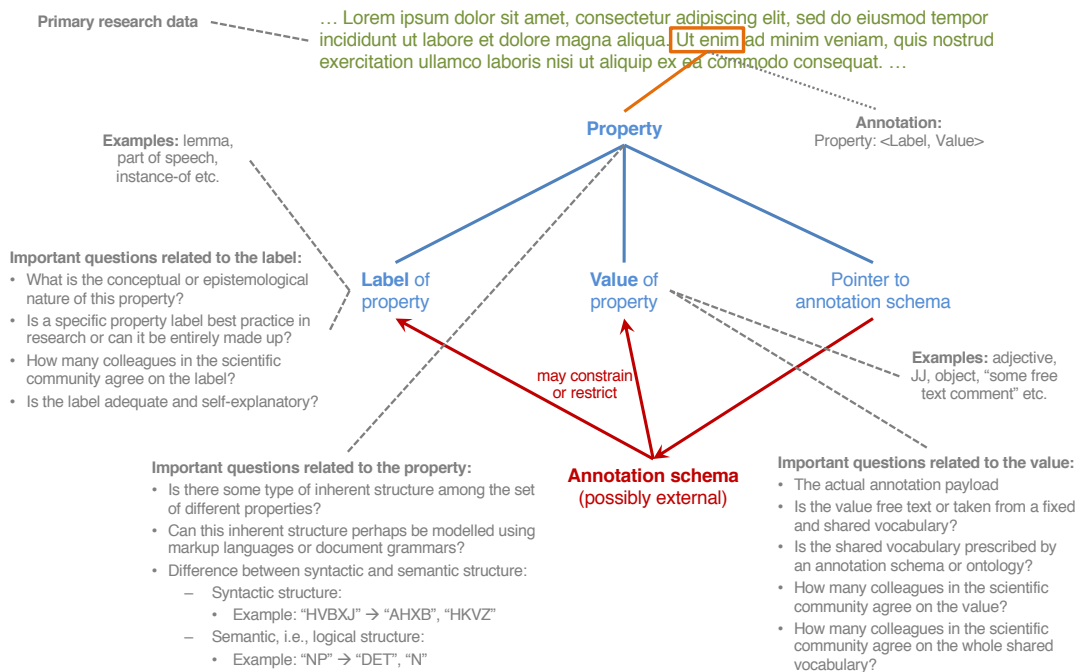 Primary research data
… Lorem ipsum dolor sit amet, consectetur adipiscing elit, sed do eiusmod tempor
incididunt ut labore et dolore magna aliqua. Ut enim ad minim veniam, quis nostrud
exercitation ullamco laboris nisi ut aliquip ex ea commodo consequat. …
Property
Annotation:
Property: <Label, Value>
Examples: lemma,
part of speech,
instance-of etc.
Important questions related to the label:
• What is the conceptual or epistemological
nature of this property?
• Is a specific property label best practice in
research or can it be entirely made up?
• How many colleagues in the scientific
community agree on the label?
• Is the label adequate and self-explanatory?
Label of
property
Value of
property
Pointer to
annotation schema
may constrain
or restrict
Examples: adjective,
JJ, object, “some free
text comment” etc.
Annotation schema
(possibly external)
Important questions related to the property:
• Is there some type of inherent structure among the set
of different properties?
• Can this inherent structure perhaps be modelled using
markup languages or document grammars?
• Difference between syntactic and semantic structure:
– Syntactic structure:
• Example: “HVBXJ” → “AHXB”, “HKVZ”
– Semantic, i.e., logical structure:
• Example: “NP” → “DET”, “N”
Important questions related to the value:
• The actual annotation payload
• Is the value free text or taken from a fixed
and shared vocabulary?
• Is the shared vocabulary prescribed by
an annotation schema or ontology?
• How many colleagues in the scientific
community agree on the value?
• How many colleagues in the scientific
community agree on the whole shared
vocabulary?